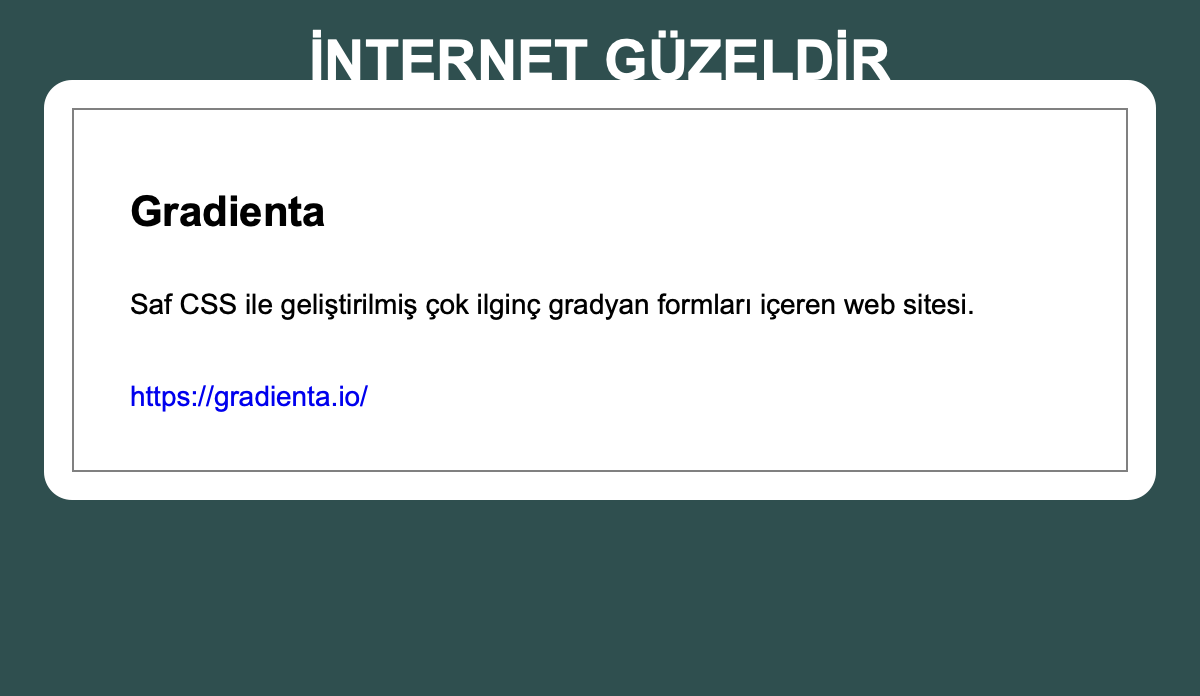 İNTERNET GÜZELDİR
Gradienta
Saf CSS ile geliştirilmiş çok ilginç gradyan formları içeren web sitesi.
https://gradienta.io/